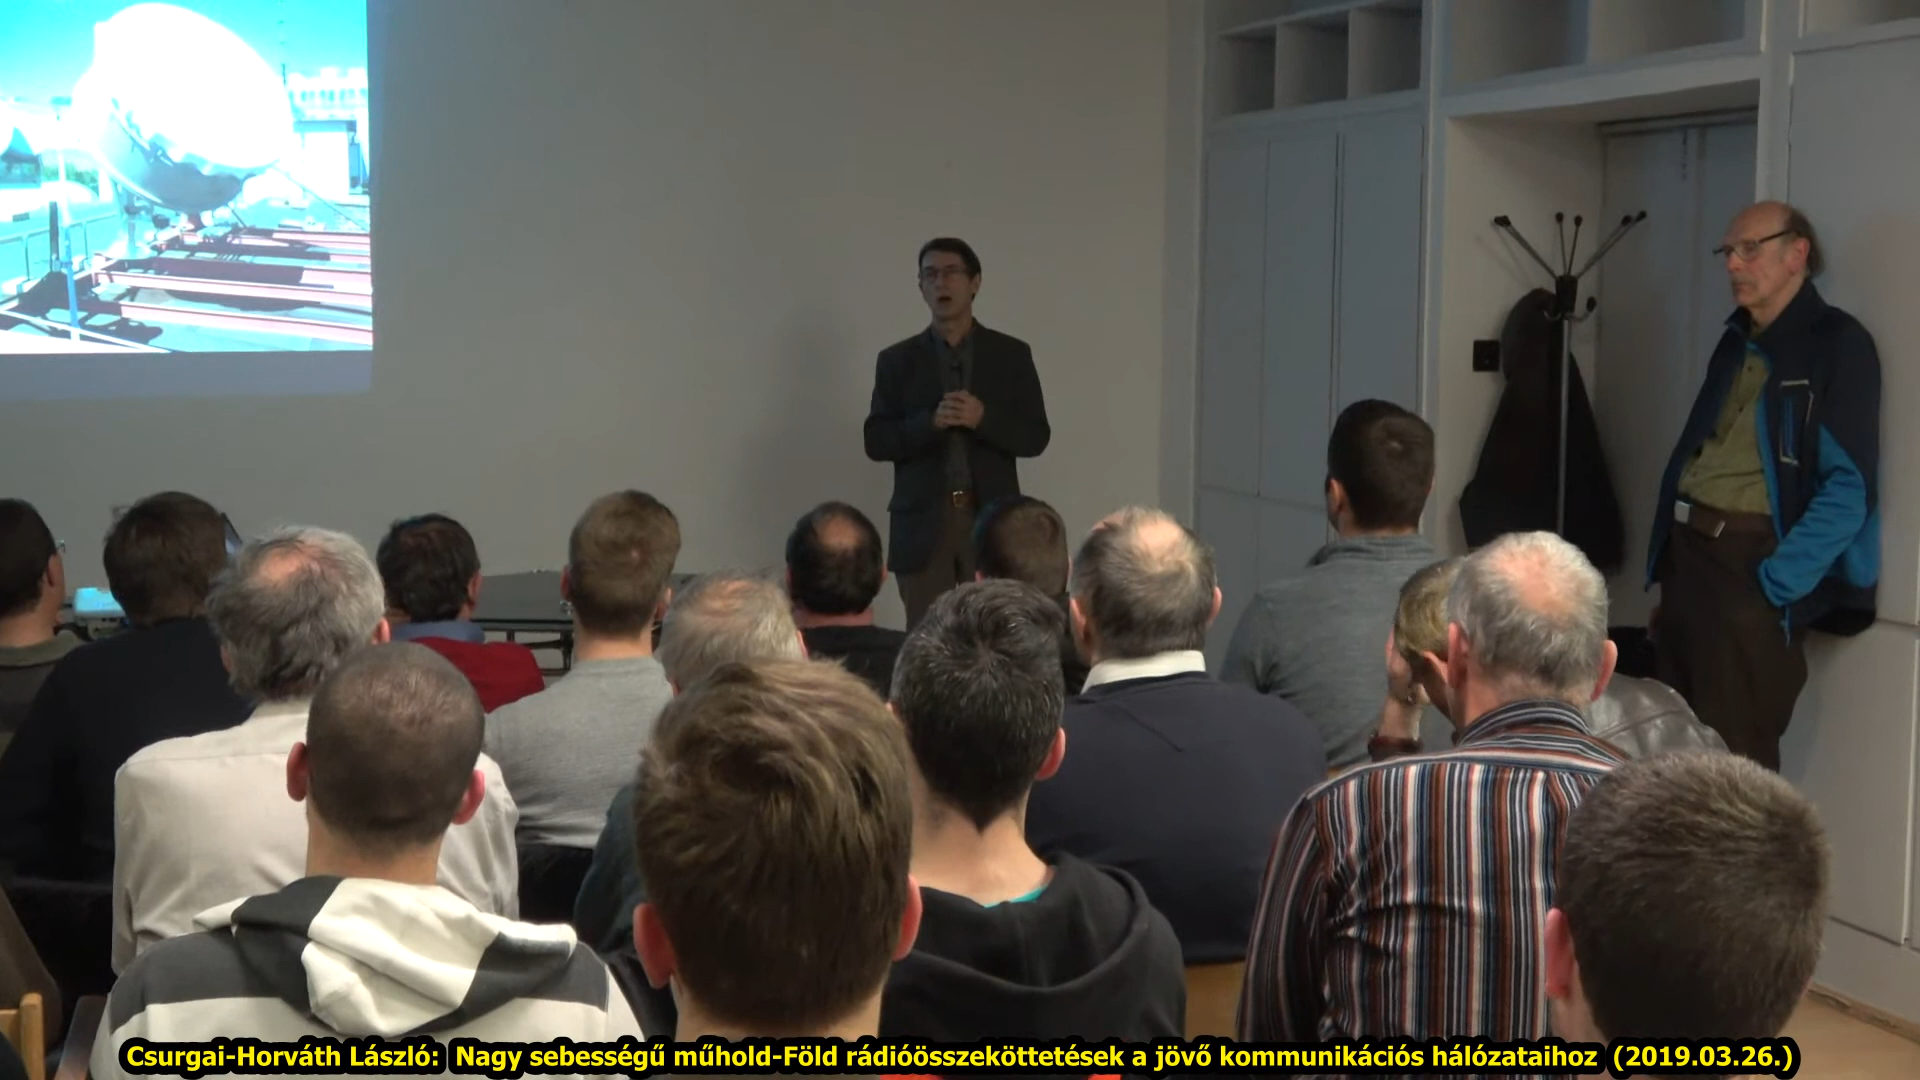 Csurgai-Horváth László: Nagy sebességű műhold-Föld rádióösszeköttetések a jövő kommunikációs hálózataihoz (2019.03.26.)